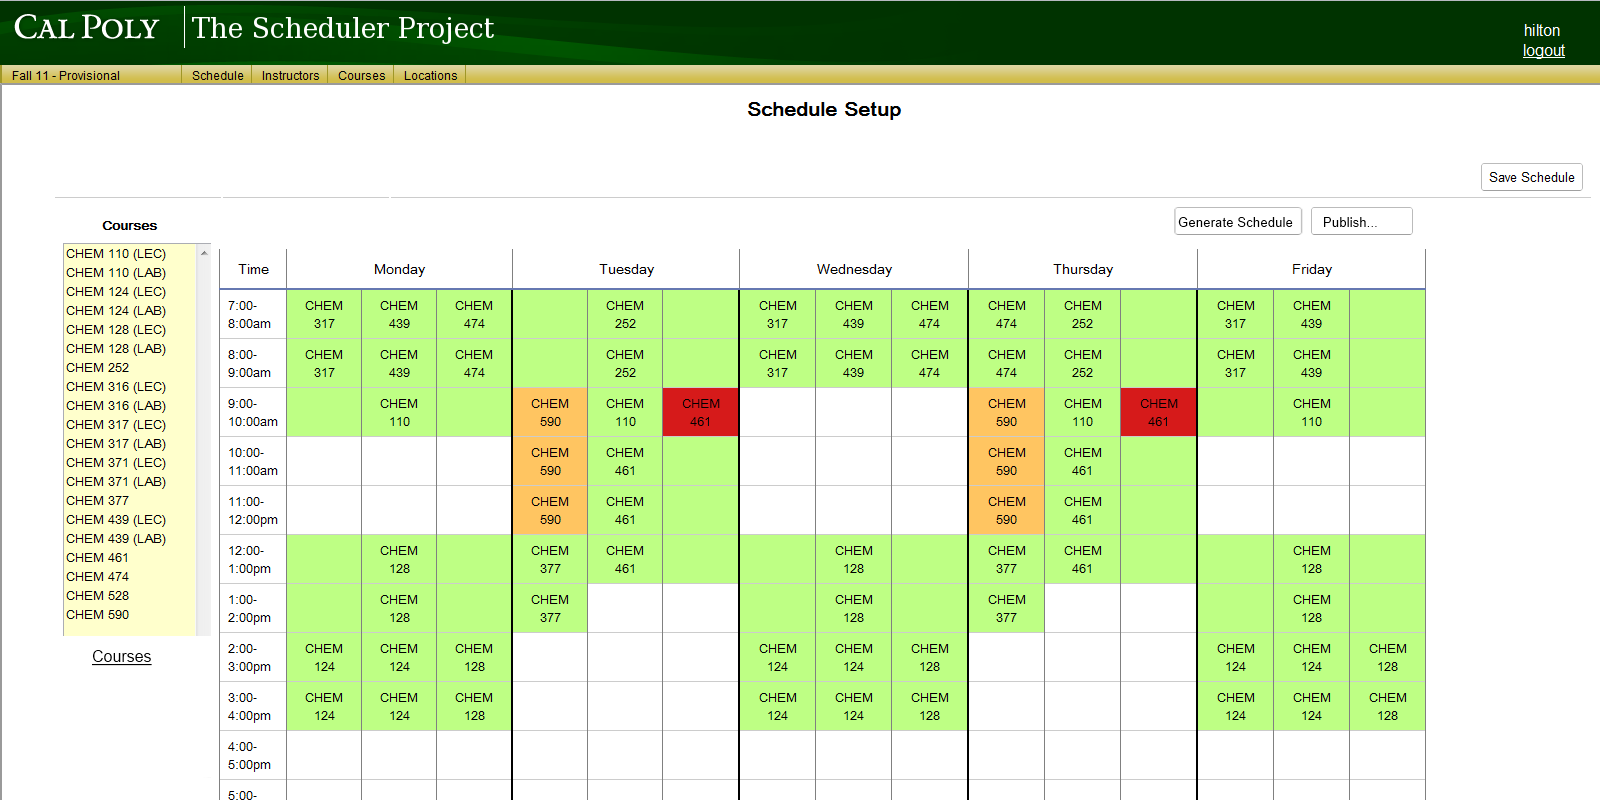 CAL POLY The Scheduler Project
hilton
logout
Fall 11 - Provisional Schedule Instructors Courses Locations
Schedule Setup
Save Schedule
Generate Schedule Publish...
Courses
CHEM 110 (LEC)
CHEM 110 (LAB)
CHEM 124 (LEC)
CHEM 124 (LAB)
CHEM 128 (LEC)
CHEM 128 (LAB)
CHEM 252
CHEM 316 (LEC)
CHEM 316 (LAB)
CHEM 317 (LEC)
CHEM 317 (LAB)
CHEM 371 (LEC)
CHEM 371 (LAB)
CHEM 377
CHEM 439 (LEC)
CHEM 439 (LAB)
CHEM 461
CHEM 474
CHEM 528
CHEM 590
Courses
Time Monday Tuesday Wednesday Thursday Friday
7:00- CHEM CHEM CHEM CHEM CHEM CHEM CHEM CHEM CHEM CHEM CHEM
8:00am 317 439 474 252 317 439 474 474 252 317 439
8:00- CHEM CHEM CHEM CHEM CHEM CHEM CHEM CHEM CHEM CHEM CHEM
9:00am 317 439 474 252 317 439 474 474 252 317 439
9:00- CHEM CHEM CHEM CHEM CHEM CHEM CHEM CHEM
10:00am 110 590 110 461 590 110 461 110
10:00- CHEM CHEM CHEM CHEM
11:00am 590 461 590 461
11:00- CHEM CHEM CHEM CHEM
12:00pm 590 461 590 461
12:00- CHEM CHEM CHEM CHEM CHEM CHEM CHEM
1:00pm 128 377 461 128 377 461 128
1:00- CHEM CHEM CHEM CHEM CHEM
2:00pm 128 377 128 377 128
2:00- CHEM CHEM CHEM CHEM CHEM CHEM CHEM CHEM CHEM
3:00pm 124 124 128 124 124 128 124 124 128
3:00- CHEM CHEM CHEM CHEM CHEM CHEM CHEM CHEM CHEM
4:00pm 124 124 128 124 124 128 124 124 128
4:00-
5:00pm
5:00-